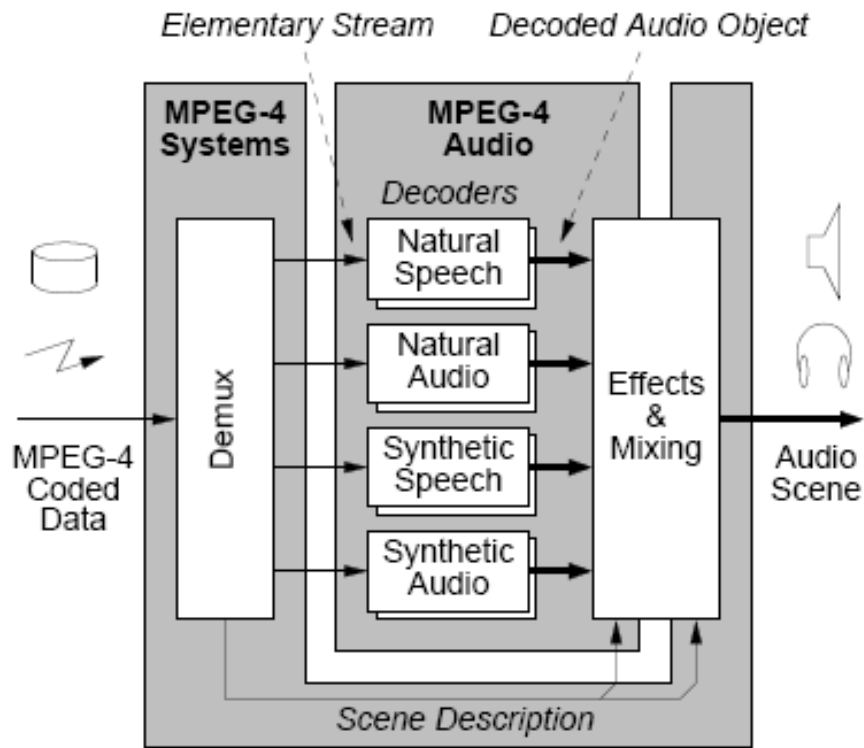 Elementary Stream
Decoded Audio Object
MPEG-4
Systems
MPEG-4
Audio
Decoders
Natural
Speech
Natural
Audio
Synthetic
Speech
Synthetic
Audio
Demux
Effects
&
Mixing
MPEG-4
Coded
Data
Audio
Scene
Scene Description